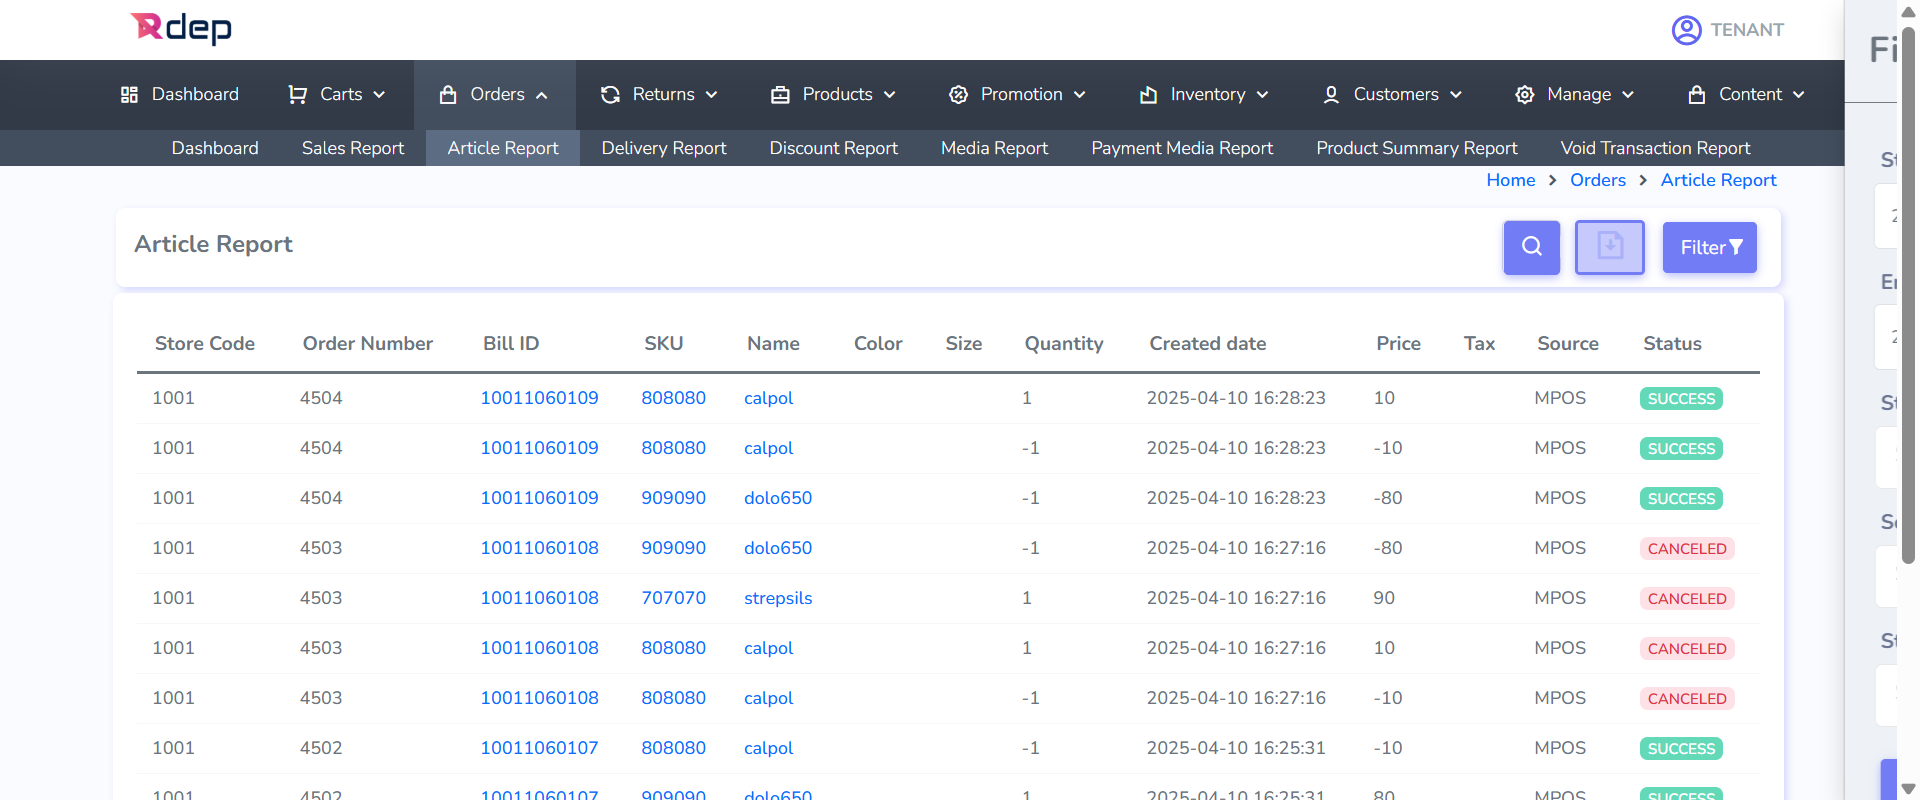 Rdep
TENANT
Fi
Dashboard Carts Orders Returns Products Promotion Inventory Customers Manage Content
Dashboard Sales Report Article Report Delivery Report Discount Report Media Report Payment Media Report Product Summary Report Void Transaction Report
Home > Orders > Article Report
Article Report
Filter
Store Code Order Number Bill ID SKU Name Color Size Quantity Created date Price Tax Source Status
1001 4504 10011060109 808080 calpol 1 2025-04-10 16:28:23 10 MPOS SUCCESS
1001 4504 10011060109 808080 calpol -1 2025-04-10 16:28:23 -10 MPOS SUCCESS
1001 4504 10011060109 909090 dolo650 -1 2025-04-10 16:28:23 -80 MPOS SUCCESS
1001 4503 10011060108 909090 dolo650 -1 2025-04-10 16:27:16 -80 MPOS CANCELED
1001 4503 10011060108 707070 strepsils 1 2025-04-10 16:27:16 90 MPOS CANCELED
1001 4503 10011060108 808080 calpol 1 2025-04-10 16:27:16 10 MPOS CANCELED
1001 4503 10011060108 808080 calpol -1 2025-04-10 16:27:16 -10 MPOS CANCELED
1001 4502 10011060107 808080 calpol -1 2025-04-10 16:25:31 -10 MPOS SUCCESS
1001 4502 10011060107 909090 dolo650 1 2025-04-10 16:25:31 80 MPOS SUCCESS